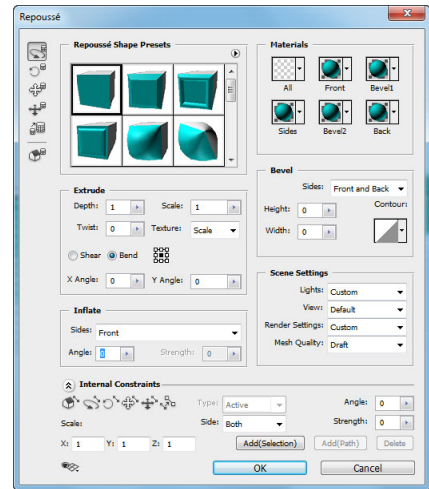 Repoussé
Repoussé Shape Presets
Materials
All Front Bevel1
Sides Bevel2 Back
Extrude
Depth: 1 Scale: 1
Twist: 0 Texture: Scale
Shear Bend
X Angle: 0 Y Angle: 0
Bevel
Sides: Front and Back
Height: 0 Contour:
Width: 0
Inflate
Sides: Front
Angle: 0 Strength: 0
Scene Settings
Lights: Custom
View: Default
Render Settings: Custom
Mesh Quality: Draft
Internal Constraints
Type: Active Angle: 0
Scale: Side: Both Strength: 0
X: 1 Y: 1 Z: 1 Add(Selection) Add(Path) Delete
OK Cancel